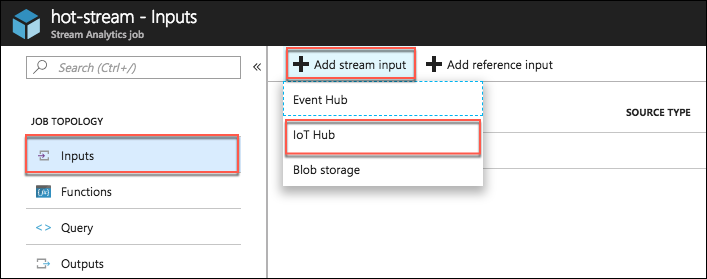 hot-stream - Inputs
Stream Analytics job
Search (Ctrl+/)
«
JOB TOPOLOGY
Inputs
Functions
Query
Outputs
+ Add stream input + Add reference input
Event Hub
IoT Hub
Blob storage
SOURCE TYPE